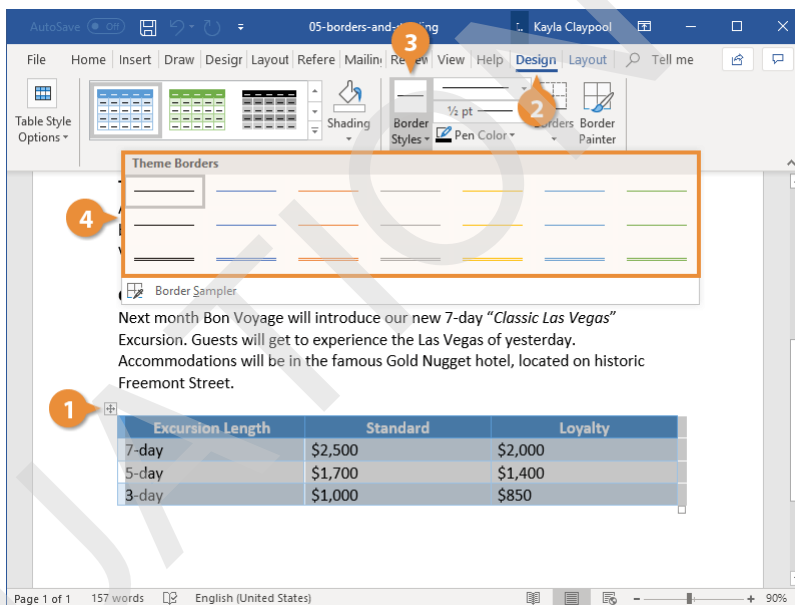 AutoSave Off 05-borders-and-shading Kayla Claypool
3
File Home Insert Draw Desigr Layout Refere Mailin Review View Help Design Layout Tell me
2
Table Style
Options
Shading
Border
Styles
½ pt
Pen Color
Borders
Border
Painter
Theme Borders
4
Border Sampler
Next month Bon Voyage will introduce our new 7-day “Classic Las Vegas”
Excursion. Guests will get to experience the Las Vegas of yesterday.
Accommodations will be in the famous Gold Nugget hotel, located on historic
Freemont Street.
1
Excursion Length Standard Loyalty
7-day $2,500 $2,000
5-day $1,700 $1,400
3-day $1,000 $850
Page 1 of 1 157 words English (United States) 90%